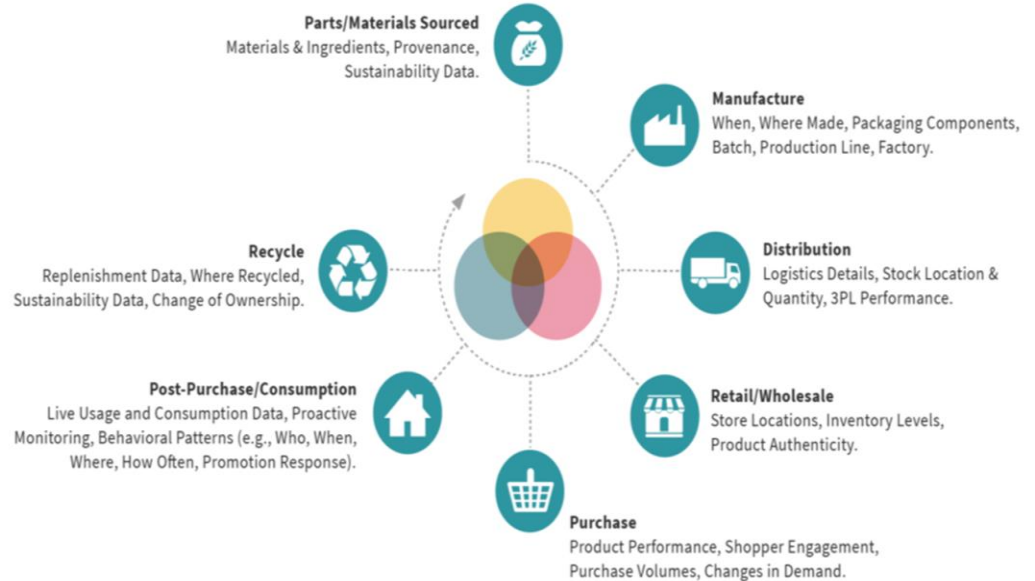 Parts/Materials Sourced
Materials & Ingredients, Provenance,
Sustainability Data.
Manufacture
When, Where Made, Packaging Components,
Batch, Production Line, Factory.
Distribution
Logistics Details, Stock Location &
Quantity, 3PL Performance.
Retail/Wholesale
Store Locations, Inventory Levels,
Product Authenticity.
Purchase
Product Performance, Shopper Engagement,
Purchase Volumes, Changes in Demand.
Post-Purchase/Consumption
Live Usage and Consumption Data, Proactive
Monitoring, Behavioral Patterns (e.g., Who, When,
Where, How Often, Promotion Response).
Recycle
Replenishment Data, Where Recycled,
Sustainability Data, Change of Ownership.